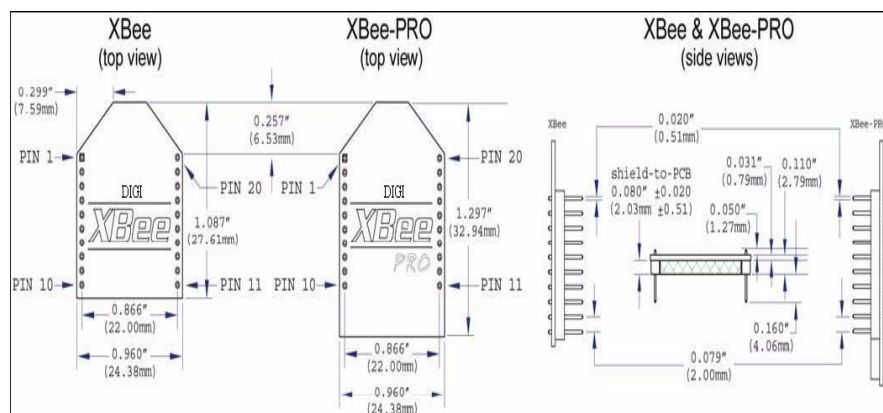 XBee
(top view)
0.299"
(7.59mm)
PIN 1
PIN 20
DIGI
XBee
1.087"
(27.61mm)
PIN 10
PIN 11
0.866"
(22.00mm)
0.960"
(24.38mm)
0.257"
(6.53mm)
XBee-PRO
(top view)
PIN 1
PIN 20
DIGI
XBee
PRO
1.297"
(32.94mm)
PIN 10
PIN 11
0.866"
(22.00mm)
0.960"
(24.38mm)
XBee & XBee-PRO
(side views)
XBee
XBee-PRO
0.020"
(0.51mm)
shield-to-PCB
0.080" ±0.020
(2.03mm ±0.51)
0.031"
(0.79mm)
0.110"
(2.79mm)
0.050"
(1.27mm)
0.160"
(4.06mm)
0.079"
(2.00mm)